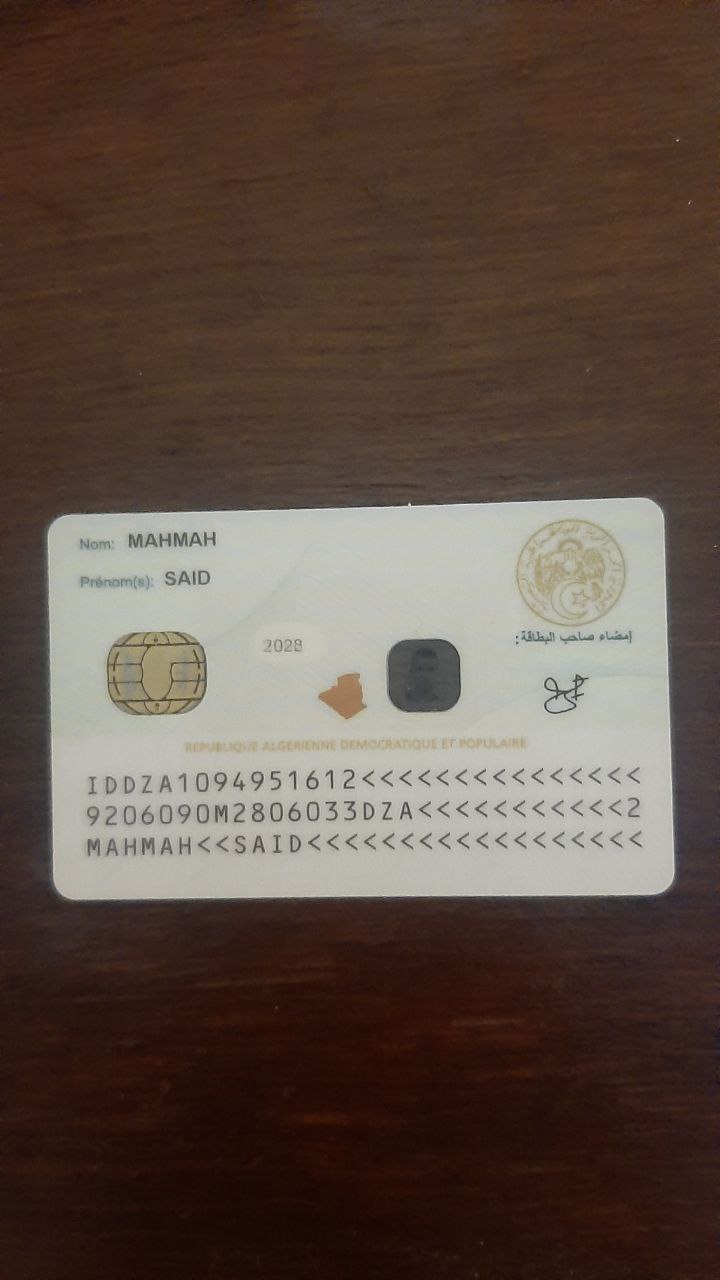 Nom: MAHMAH
Prénom(s): SAID
إمضاء صاحب البطاقة:
2028
REPUBLIQUE ALGERIENNE DEMOCRATIQUE ET POPULAIRE
IDDZA1094951612<<<<<<<<<<<<<<<
9206090M2806033DZA<<<<<<<<<<<2
MAHMAH<<SAID<<<<<<<<<<<<<<<<<<